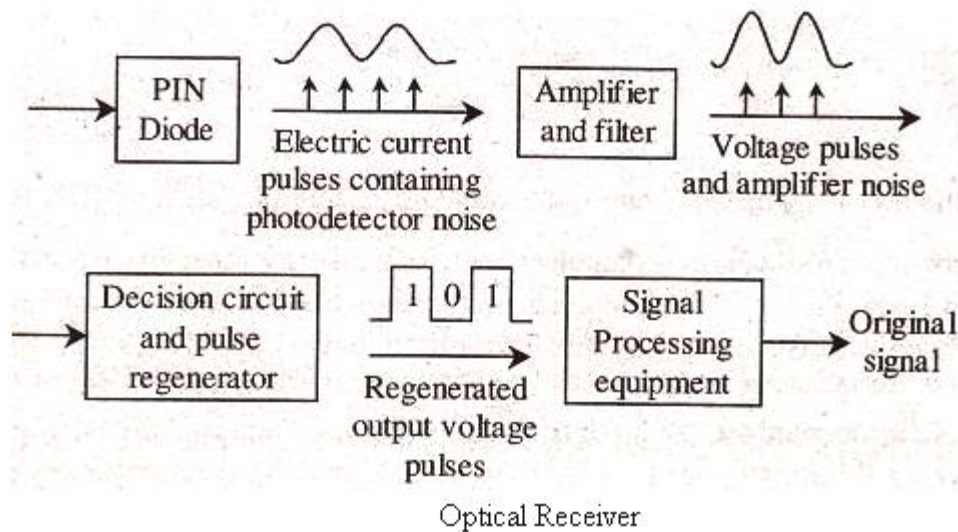 PIN
Diode
Electric current
pulses containing
photodetector noise
Amplifier
and filter
Voltage pulses
and amplifier noise
Decision circuit
and pulse
regenerator
1 0 1
Regenerated
output voltage
pulses
Signal
Processing
equipment
Original
signal
Optical Receiver